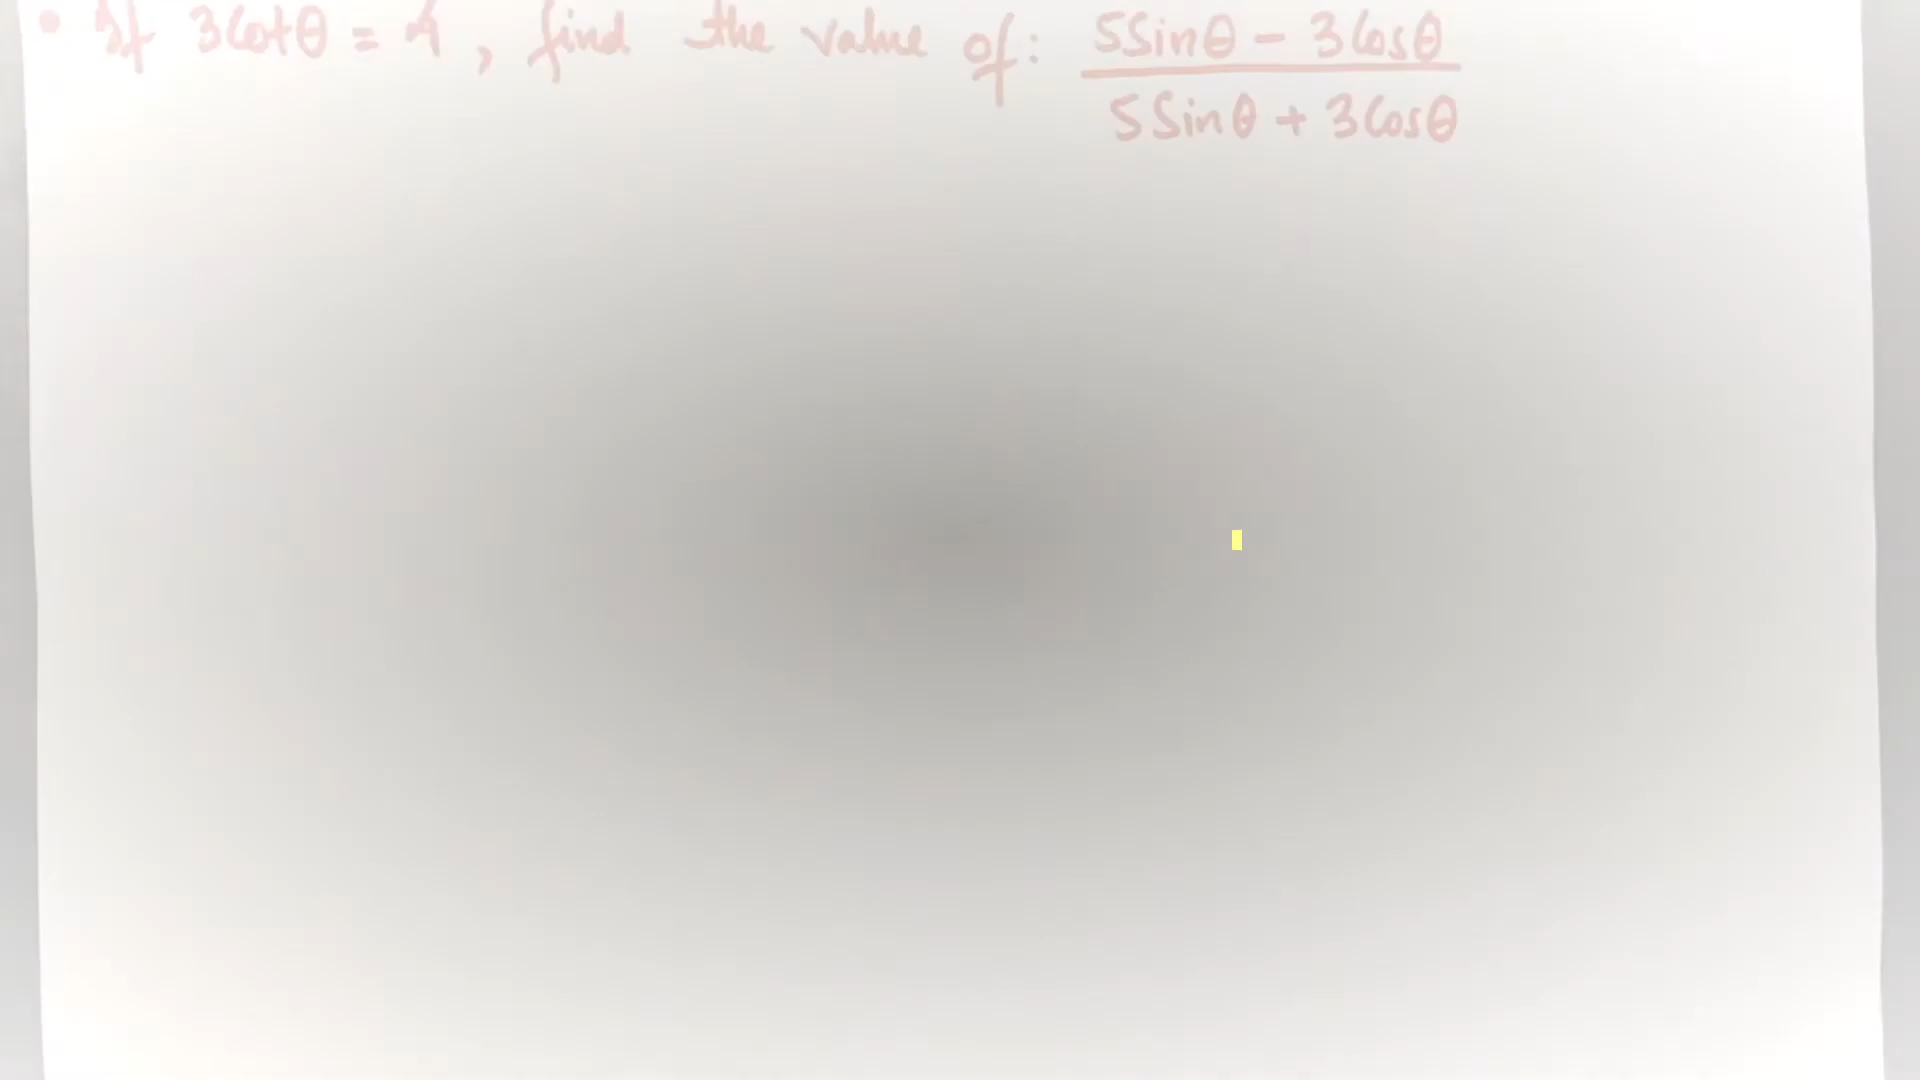 • If 3Cotθ = 4, find the value of: 5Sinθ - 3Cosθ
5Sinθ + 3Cosθ